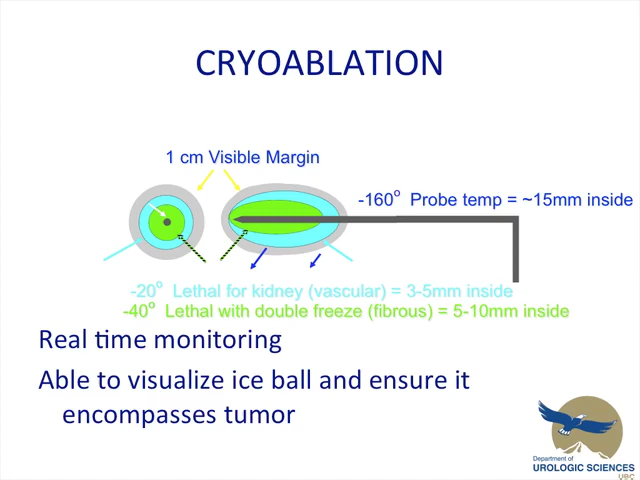 CRYOABLATION
1 cm Visible Margin
-160° Probe temp = ~15mm inside
-20° Lethal for kidney (vascular) = 3-5mm inside
-40° Lethal with double freeze (fibrous) = 5-10mm inside
Real time monitoring
Able to visualize ice ball and ensure it
encompasses tumor
Department of
UROLOGIC SCIENCES
UBC